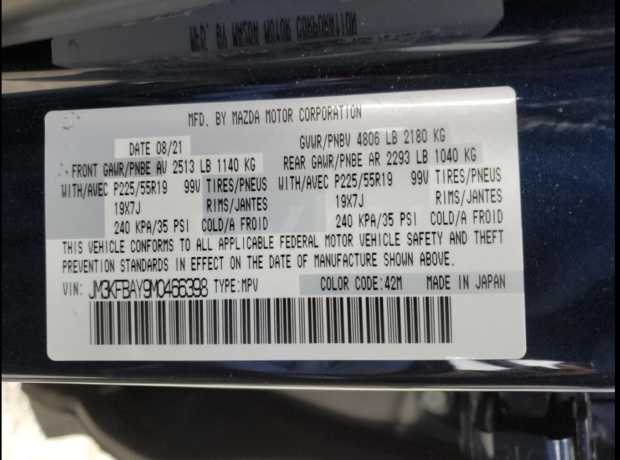 MFD. BY MAZDA MOTOR CORPORATION
DATE 08/21
GVWR/PNBV 4806 LB 2180 KG
FRONT GAWR/PNBE AV 2513 LB 1140 KG
REAR GAWR/PNBE AR 2293 LB 1040 KG
WITH/AVEC P225/55R19 99V TIRES/PNEUS
WITH/AVEC P225/55R19 99V TIRES/PNEUS
19X7J RIMS/JANTES
19X7J RIMS/JANTES
240 KPA/35 PSI COLD/A FROID
240 KPA/35 PSI COLD/A FROID
THIS VEHICLE CONFORMS TO ALL APPLICABLE FEDERAL MOTOR VEHICLE SAFETY AND THEFT
PREVENTION STANDARDS IN EFFECT ON THE DATE OF MANUFACTURE SHOWN ABOVE.
VIN: JM3KFBAY9M0466398 TYPE:MPV COLOR CODE:42M MADE IN JAPAN